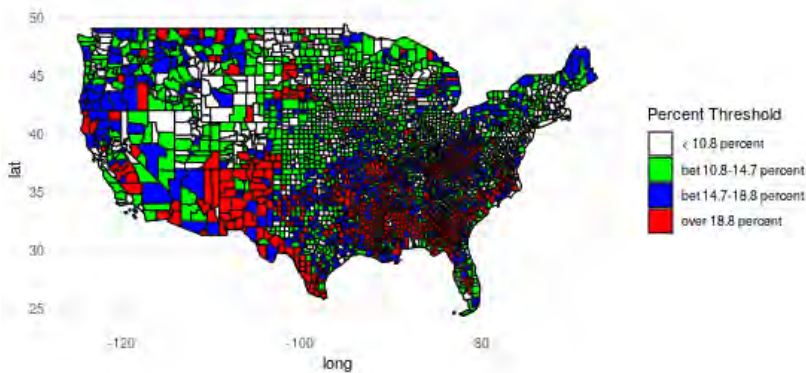 50
45
40
35
30
25
lat
-120
-100
-80
long
Percent Threshold
< 10.8 percent
bet 10.8-14.7 percent
bet 14.7-18.8 percent
over 18.8 percent